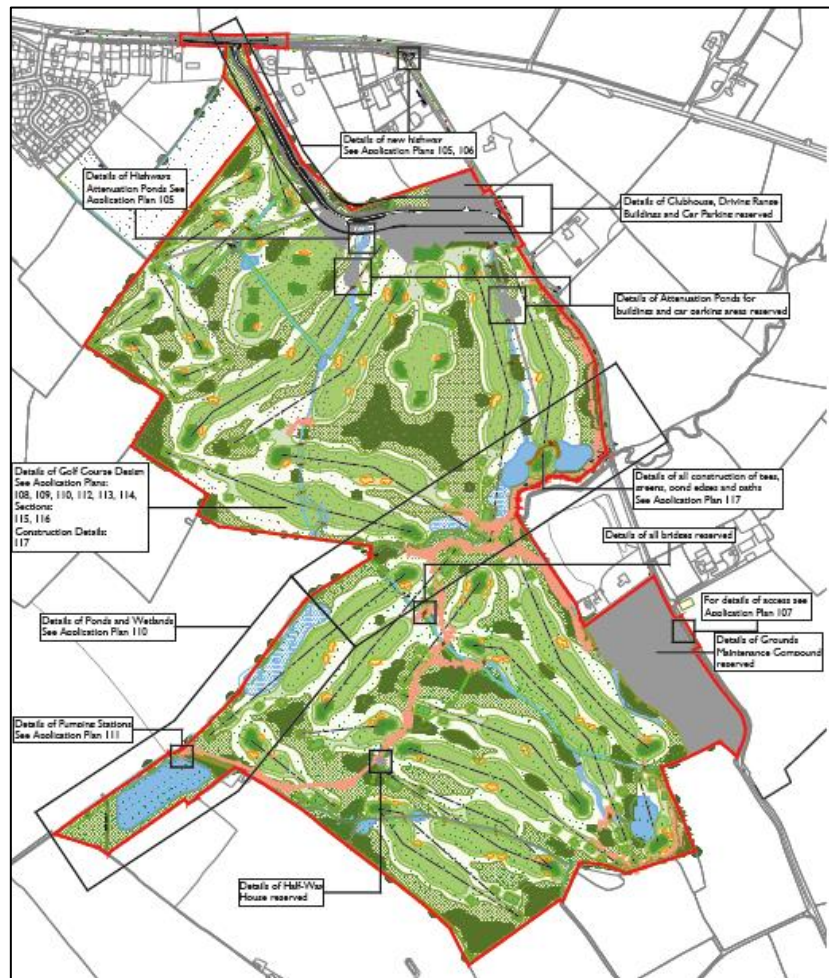 Details of new highway
See Application Plans 105, 106
Details of Highways
Attenuation Ponds See
Application Plan 105
Details of Clubhouse, Driving Range
Buildings and Car Parking reserved
Details of Attenuation Ponds for
buildings and car parking areas reserved
Details of Golf Course Design
See Application Plans:
108, 109, 110, 112, 113, 114,
Sections:
115, 116
Construction Details:
117
Details of all construction of tees,
greens, pond edges and paths
See Application Plan 117
Details of all bridges reserved
For details of access see
Application Plan 107
Details of Grounds
Maintenance Compound
reserved
Details of Ponds and Wetlands
See Application Plan 110
Details of Pumping Stations
See Application Plan 111
Details of Half-Way
House reserved